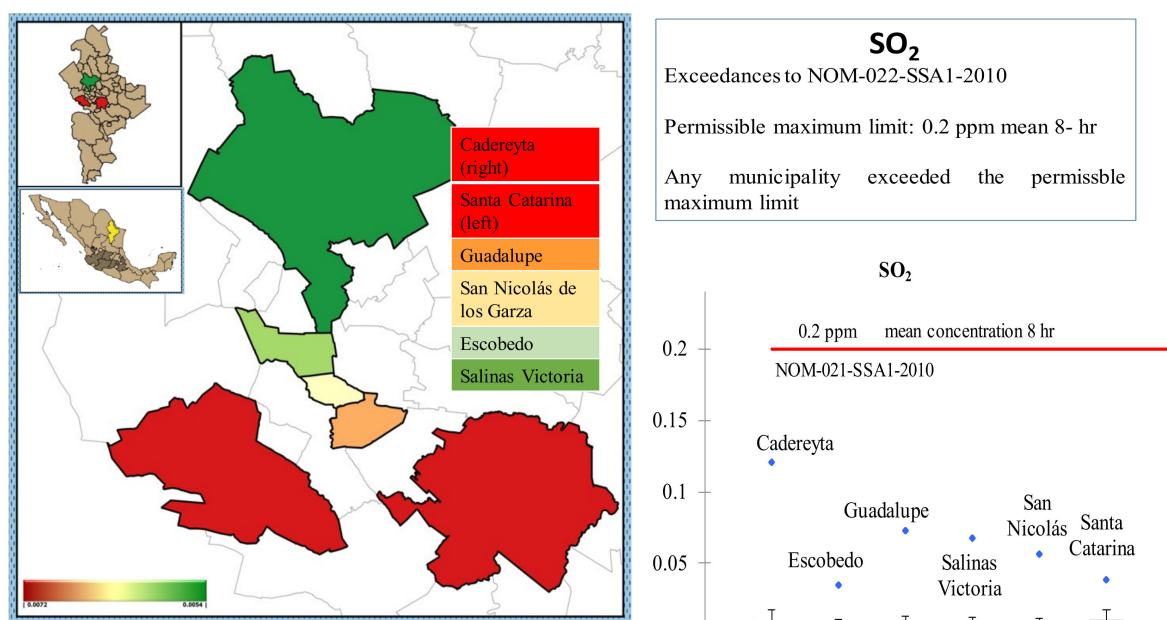 Cadereyta
(right)
Santa Catarina
(left)
Guadalupe
San Nicolás de
los Garza
Escobedo
Salinas Victoria
| 0.0072
0.0054 |
SO₂
Exceedances to NOM-022-SSA1-2010
Permissible maximum limit: 0.2 ppm mean 8- hr
Any municipality exceeded the permissble
maximum limit
SO₂
0.2 ppm mean concentration 8 hr
0.2
NOM-021-SSA1-2010
0.15
Cadereyta
0.1
Guadalupe
San
Nicolás
Santa
Catarina
Escobedo
Salinas
Victoria
0.05